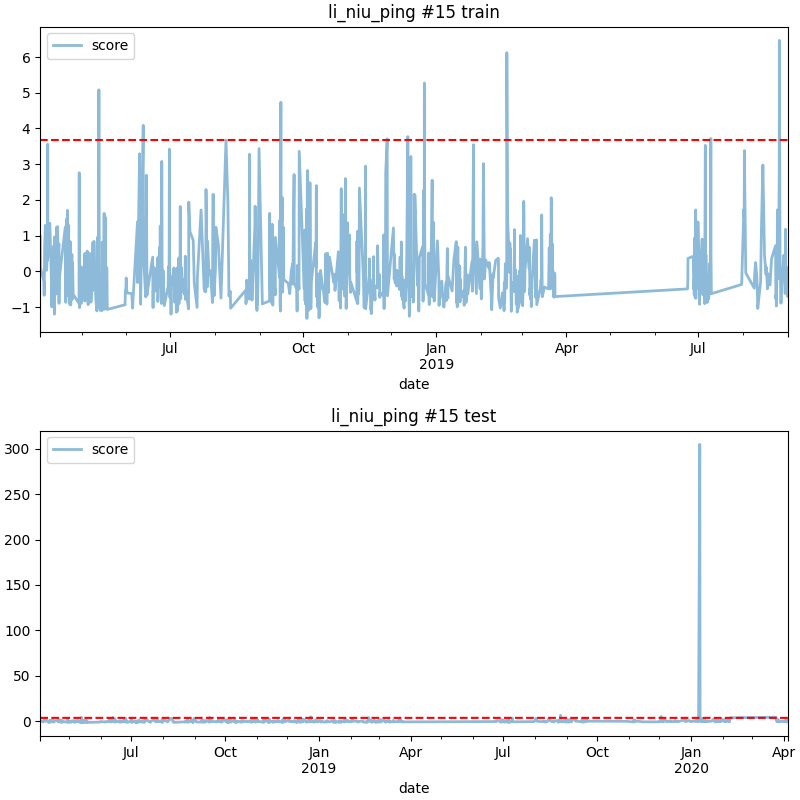 li_niu_ping #15 train
score
6
5
4
3
2
1
0
−1
Jul
Oct
Jan
2019
Apr
Jul
date
li_niu_ping #15 test
score
300
250
200
150
100
50
0
Jul
Oct
Jan
2019
Apr
Jul
Oct
Jan
2020
Apr
date